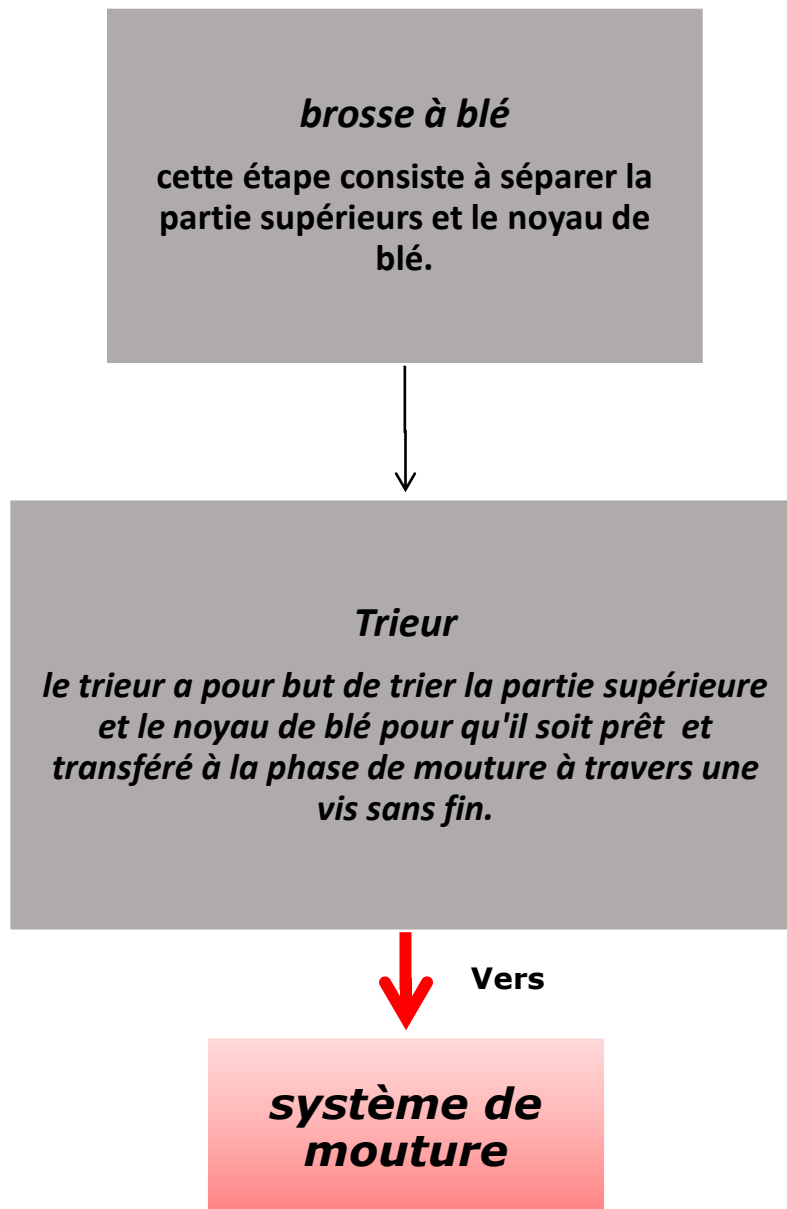 brosse à blé
cette étape consiste à séparer la
partie supérieurs et le noyau de
blé.
Trieur
le trieur a pour but de trier la partie supérieure
et le noyau de blé pour qu'il soit prêt et
transféré à la phase de mouture à travers une
vis sans fin.
Vers
système de
mouture